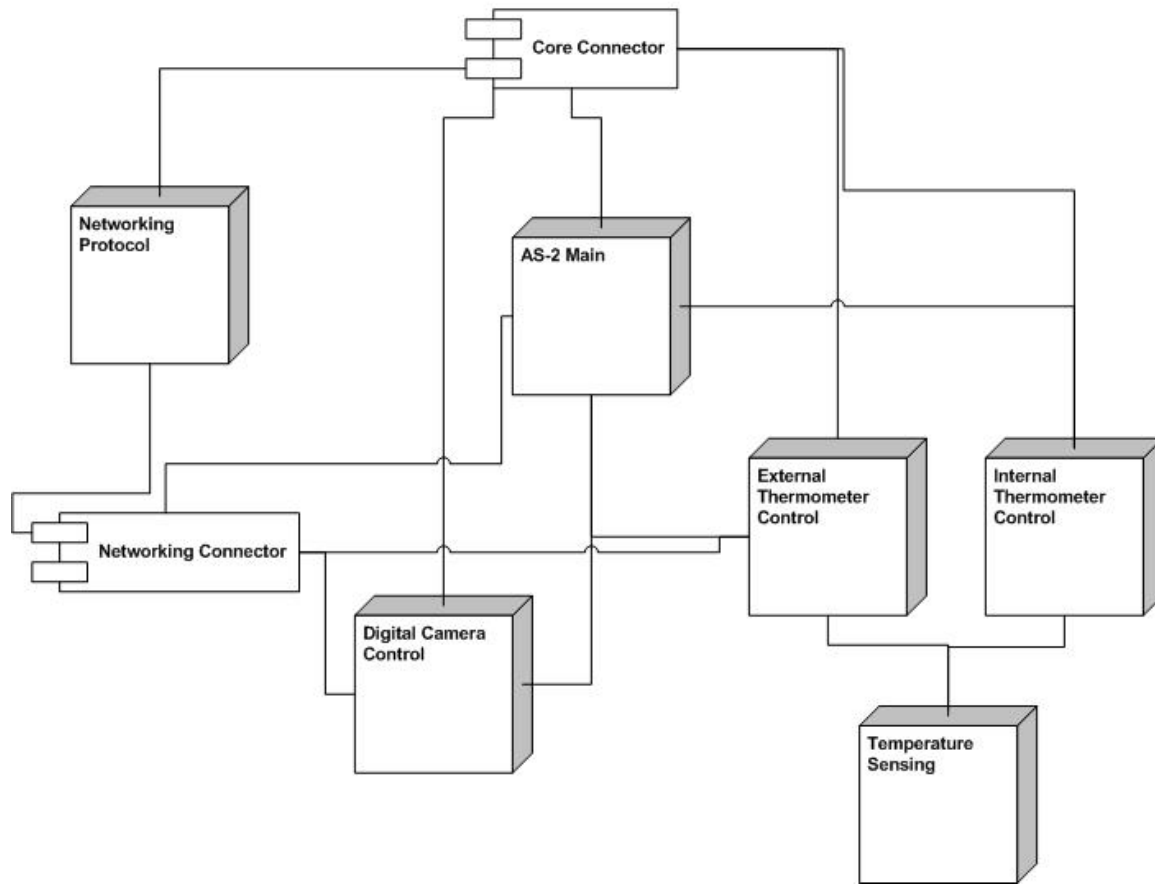 Core Connector
Networking
Protocol
AS-2 Main
External
Thermometer
Control
Internal
Thermometer
Control
Networking Connector
Digital Camera
Control
Temperature
Sensing